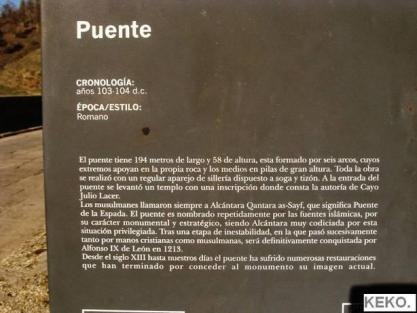 Puente
CRONOLOGÍA:
años 103-104 d.c.
ÉPOCA/ESTILO:
Romano
El puente tiene 194 metros de largo y 58 de altura, esta formado por seis arcos, cuyos
extremos apoyan en la propia roca y los medios en pilas de gran altura. Toda la obra
se realizó con un regular aparejo de sillería dispuesto a soga y tizón. A la entrada del
puente se levantó un templo con una inscripción donde consta la autoría de Cayo
Julio Lacer.
Los musulmanes llamaron siempre a Alcántara Qantara as-Sayf, que significa Puente
de la Espada. El puente es nombrado repetidamente por las fuentes islámicas, por
su carácter monumental y estratégico, siendo Alcántara muy codiciada por esta
situación privilegiada. Tras una etapa de inestabilidad, en la que pasó sucesivamente
tanto por manos cristianas como musulmanas, será definitivamente conquistada por
Alfonso IX de León en 1213.
Desde el siglo XIII hasta nuestros días el puente ha sufrido numerosas restauraciones
que han terminado por conceder al monumento su imagen actual.
KEKO.